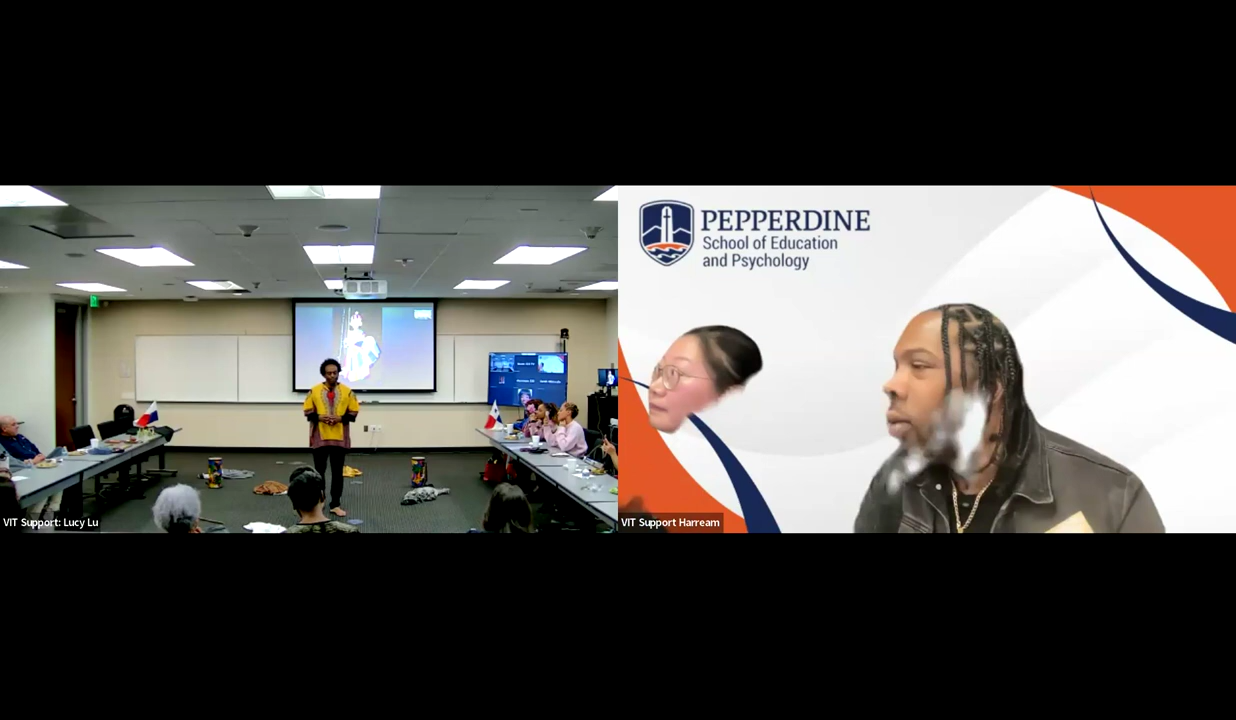 PEPPERDINE
School of Education
and Psychology
VIT Support: Lucy Lu
VIT Support Harream